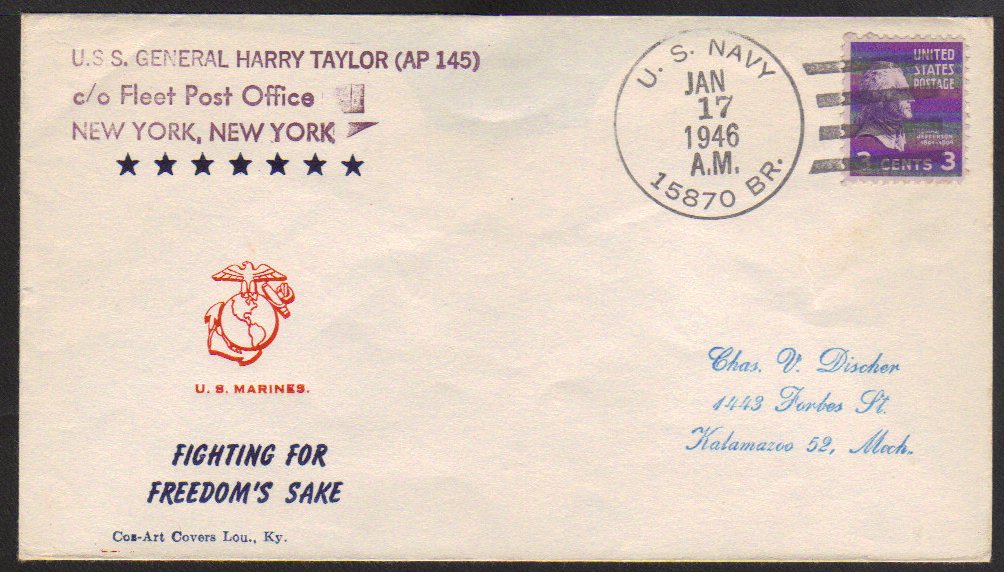 U.S S. GENERAL HARRY TAYLOR (AP 145)
c/o Fleet Post Office
NEW YORK, NEW YORK
U. S. NAVY
JAN
17
1946
A.M.
15870 BR.
UNITED
STATES
POSTAGE
JEFFERSON
3 CENTS 3
U. S. MARINES.
FIGHTING FOR
FREEDOM'S SAKE
Cos-Art Covers Lou., Ky.
Chas. V. Discher
1443 Forbes St.
Kalamazoo 52, Mich.